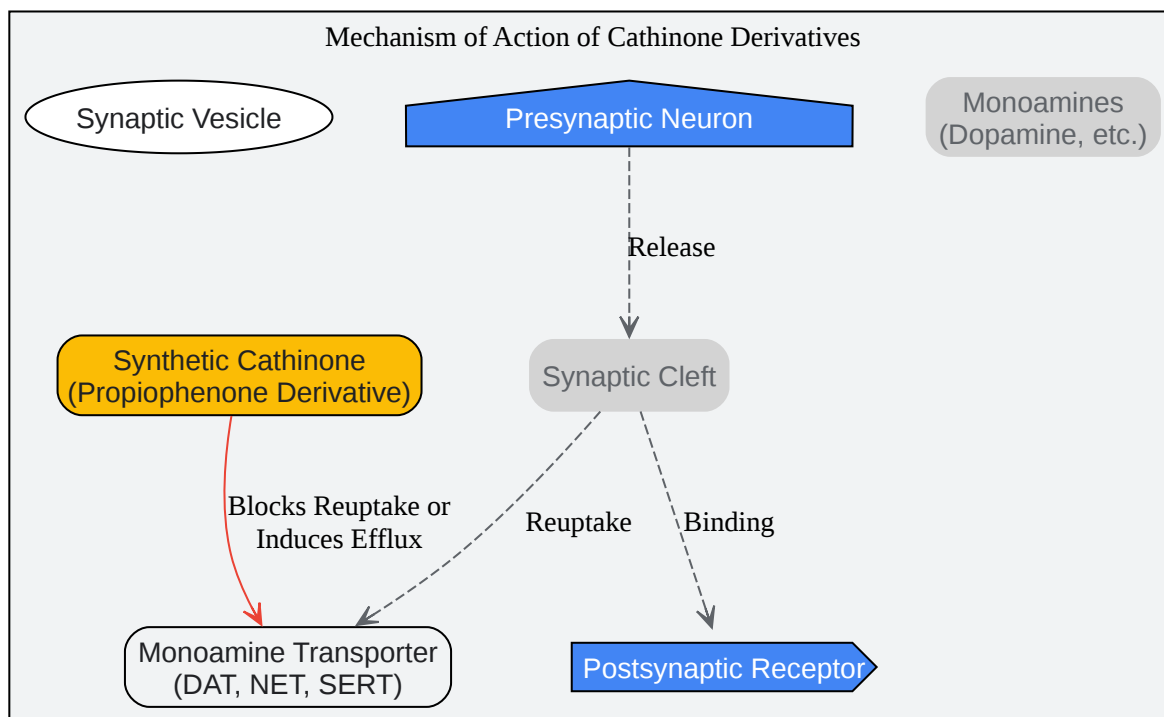 Mechanism of Action of Cathinone Derivatives
Synaptic Vesicle
Presynaptic Neuron
Monoamines
(Dopamine, etc.)
Release
Synthetic Cathinone
(Propiophenone Derivative)
Synaptic Cleft
Blocks Reuptake or
Induces Efflux
Reuptake
Binding
Monoamine Transporter
(DAT, NET, SERT)
Postsynaptic Receptor